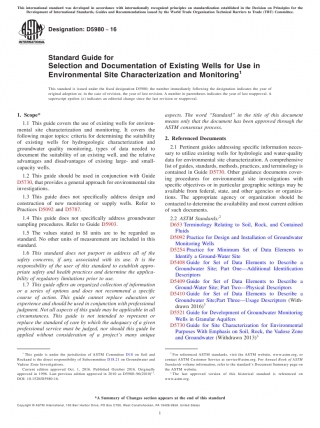 This international standard was developed in accordance with internationally recognized principles on standardization established in the Decision on Principles for the
Development of International Standards, Guides and Recommendations issued by the World Trade Organization Technical Barriers to Trade (TBT) Committee.
Designation: D5980 − 16
INTERNATIONAL
Standard Guide for
Selection and Documentation of Existing Wells for Use in
Environmental Site Characterization and Monitoring1
This standard is issued under the fixed designation D5980; the number immediately following the designation indicates the year of
original adoption or, in the case of revision, the year of last revision. A number in parentheses indicates the year of last reapproval. A
superscript epsilon (ε) indicates an editorial change since the last revision or reapproval.
1. Scope*
1.1 This guide covers the use of existing wells for environ-
mental site characterization and monitoring. It covers the
following major topics: criteria for determining the suitability
of existing wells for hydrogeologic characterization and
groundwater quality monitoring, types of data needed to
document the suitability of an existing well, and the relative
advantages and disadvantages of existing large- and small-
capacity wells.
1.2 This guide should be used in conjunction with Guide
D5730, that provides a general approach for environmental site
investigations.
1.3 This guide does not specifically address design and
construction of new monitoring or supply wells. Refer to
Practices D5092 and D5787.
1.4 This guide does not specifically address groundwater
sampling procedures. Refer to Guide D5903.
1.5 The values stated in SI units are to be regarded as
standard. No other units of measurement are included in this
standard.
1.6 This standard does not purport to address all of the
safety concerns, if any, associated with its use. It is the
responsibility of the user of this standard to establish appro-
priate safety and health practices and determine the applica-
bility of regulatory limitations prior to use.
1.7 This guide offers an organized collection of information
or a series of options and does not recommend a specific
course of action. This guide cannot replace education or
experience and should be used in conjunction with professional
judgment. Not all aspects of this guide may be applicable in all
circumstances. This guide is not intended to represent or
replace the standard of care by which the adequacy of a given
professional service must be judged, nor should this guide be
applied without consideration of a project's many unique
aspects. The word "Standard" in the title of this document
means only that the document has been approved through the
ASTM consensus process.
2. Referenced Documents
2.1 Pertinent guides addressing specific information neces-
sary to utilize existing wells for hydrologic and water-quality
data for environmental site characterization. A comprehensive
list of guides, standards, methods, practices, and terminology is
contained in Guide D5730. Other guidance documents cover-
ing procedures for environmental site investigations with
specific objectives or in particular geographic settings may be
available from federal, state, and other agencies or organiza-
tions. The appropriate agency or organization should be
contacted to determine the availability and most current edition
of such documents.
2.2 ASTM Standards:2
D653 Terminology Relating to Soil, Rock, and Contained
Fluids
D5092 Practice for Design and Installation of Groundwater
Monitoring Wells
D5254 Practice for Minimum Set of Data Elements to
Identify a Ground-Water Site
D5408 Guide for Set of Data Elements to Describe a
Groundwater Site; Part One—Additional Identification
Descriptors
D5409 Guide for Set of Data Elements to Describe a
Ground-Water Site; Part Two—Physical Descriptors
D5410 Guide for Set of Data Elements to Describe a
Groundwater Site;Part Three—Usage Descriptors (With-
drawn 2016)3
D5521 Guide for Development of Groundwater Monitoring
Wells in Granular Aquifers
D5730 Guide for Site Characterization for Environmental
Purposes With Emphasis on Soil, Rock, the Vadose Zone
and Groundwater (Withdrawn 2013)3
1 This guide is under the jurisdiction of ASTM Committee D18 on Soil and
Rock and is the direct responsibility of Subcommittee D18.21 on Groundwater and
Vadose Zone Investigations.
Current edition approved Oct. 1, 2016. Published October 2016. Originally
approved in 1996. Last previous edition approved in
DOI: 10.1520/D5980-16.
2 For referenced ASTM standards, visit the ASTM website, www.astm.org, or
contact ASTM Customer Service at service@astm.org. For Annual Book of ASTM
Standards volume information, refer to the standard's Document Summary page on
the ASTM website.
3 The last approved version of this historical standard is referenced on
www.astm.org.
*A Summary of Changes section appears at the end of this standard
Copyright © ASTM International, 100 Barr Harbor Drive, PO Box C700, West Conshohocken, PA 19428-2959. United States
1